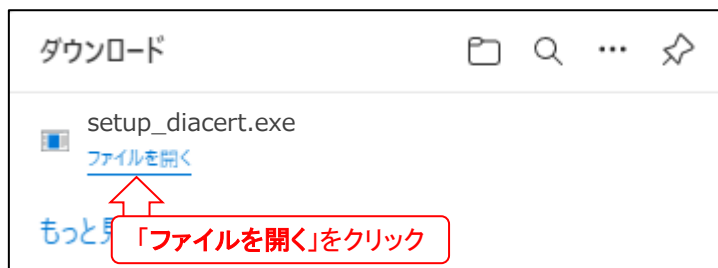 ダウンロード
setup_diacert.exe
ファイルを開く
もっと見
「ファイルを開く」をクリック